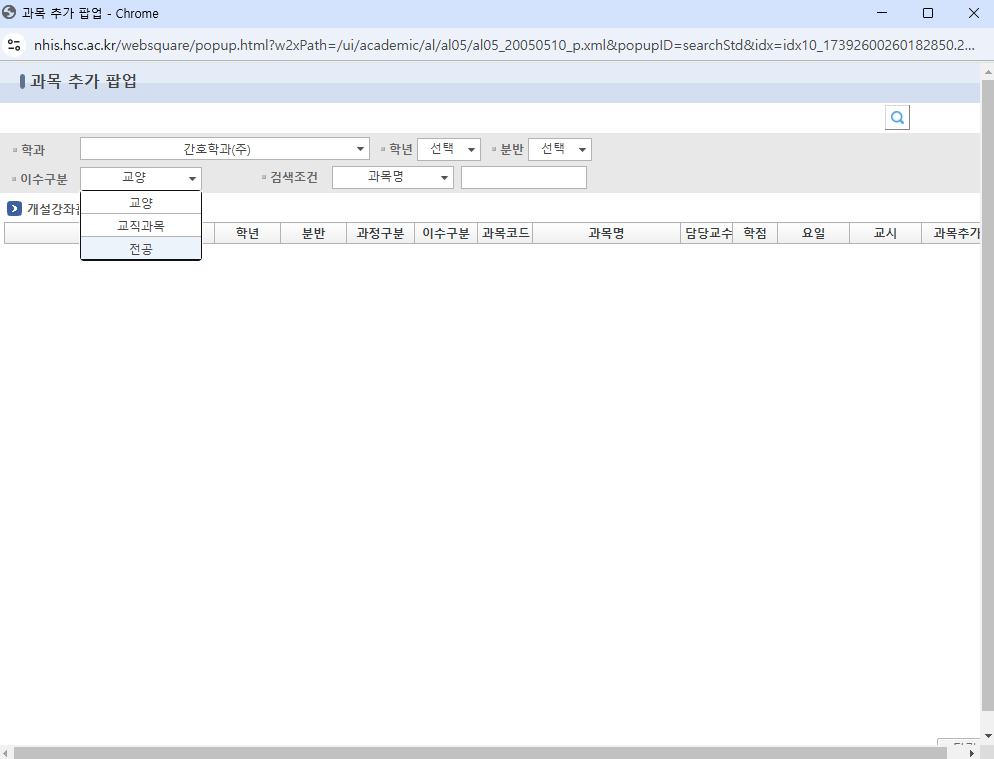 과목 추가 팝업 - Chrome
nhis.hsc.ac.kr/websquare/popup.html?w2xPath=/ui/academic/al/al05/al05_20050510_p.xml&popupID=searchStd&idx=idx10_17392600260182850.2...
과목 추가 팝업
학과 간호학과(주) 학년 선택 분반 선택
이수구분 교양 검색조건 과목명
교양
개설강좌
교직과목
학년 분반 과정구분 이수구분 과목코드 과목명 담당교수 학점 요일 교시 과목추가
전공